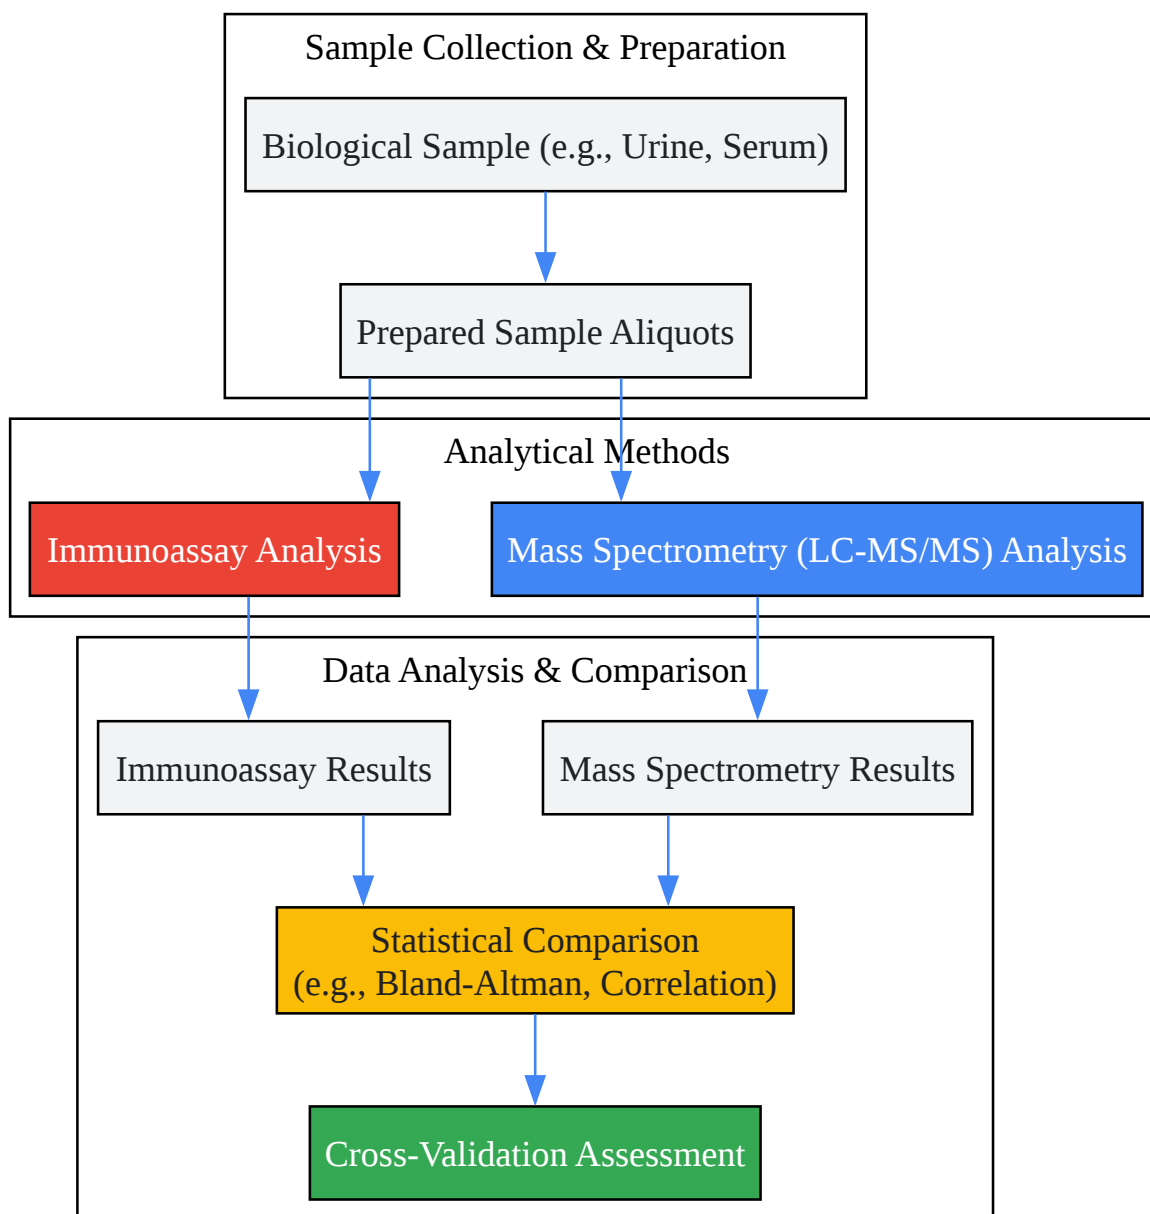 Sample Collection & Preparation
Biological Sample (e.g., Urine, Serum)
Prepared Sample Aliquots
Analytical Methods
Immunoassay Analysis
Mass Spectrometry (LC-MS/MS) Analysis
Data Analysis & Comparison
Immunoassay Results
Mass Spectrometry Results
Statistical Comparison
(e.g., Bland-Altman, Correlation)
Cross-Validation Assessment